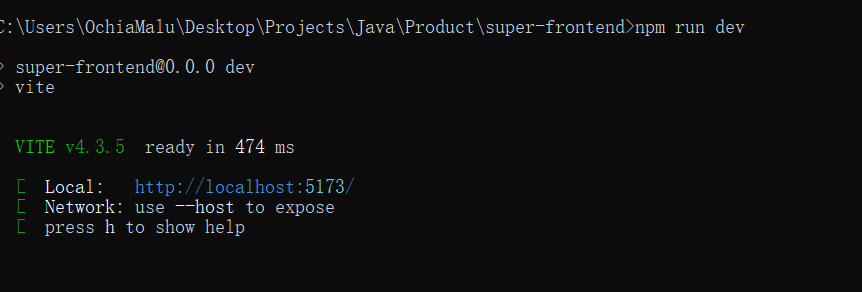 C:\Users\OchiaMalu\Desktop\Projects\Java\Product\super-frontend>npm run dev
> super-frontend@0.0.0 dev
> vite
VITE v4.3.5  ready in 474 ms
[  Local:   http://localhost:5173/
[  Network: use --host to expose
[  press h to show help